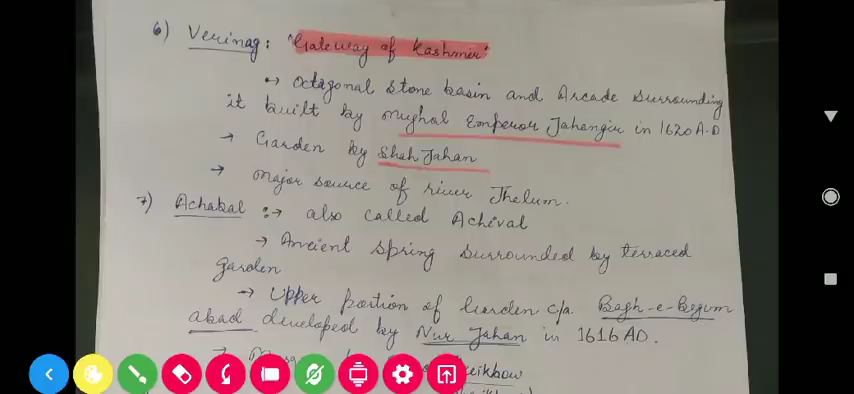 6) Verinag: "Gateway of Kashmir"
→ Octagonal stone basin and Arcade surrounding
it built by Mughal Emperor Jahangir in 1620 A.D
→ Garden by Shah Jahan
→ Major source of river Jhelum.
7) Achabal :→ also called Achival
→ Ancient spring surrounded by terraced
garden
→ Upper portion of Garden c/a Bagh-e-Begum
abad developed by Nur Jahan in 1616 AD.